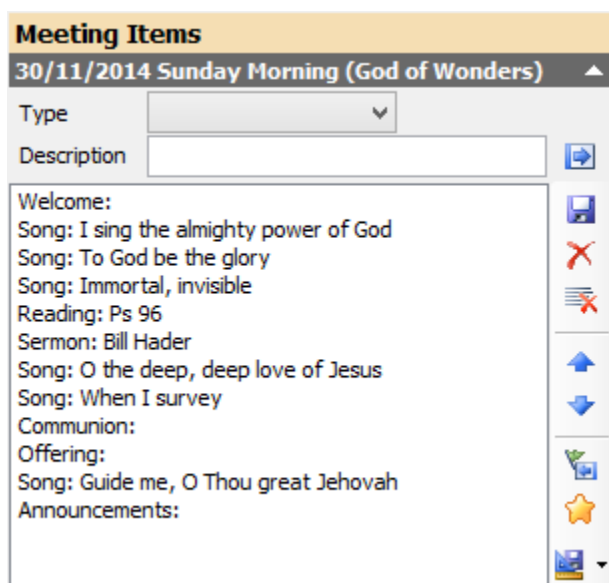 Meeting Items
30/11/2014 Sunday Morning (God of Wonders)
Type
Description
Welcome:
Song: I sing the almighty power of God
Song: To God be the glory
Song: Immortal, invisible
Reading: Ps 96
Sermon: Bill Hader
Song: O the deep, deep love of Jesus
Song: When I survey
Communion:
Offering:
Song: Guide me, O Thou great Jehovah
Announcements: